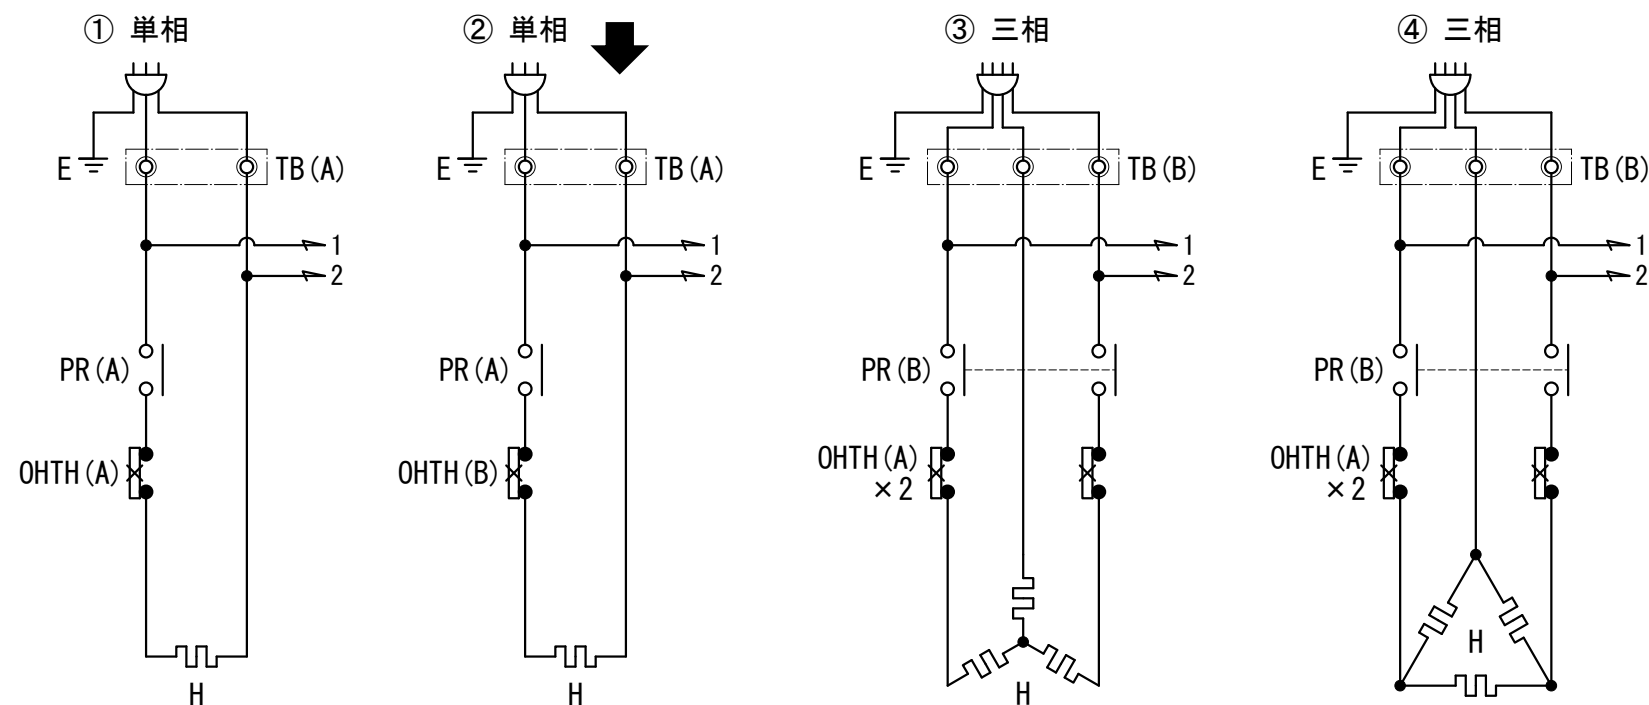 ① 単相
② 単相
③ 三相
④ 三相
E
TB(A)
E
TB(A)
E
TB(B)
E
TB(B)
1
2
1
2
1
2
1
2
PR(A)
PR(A)
PR(B)
PR(B)
OHTH(A)
OHTH(B)
OHTH(A)
×2
OHTH(A)
×2
H
H
H
H